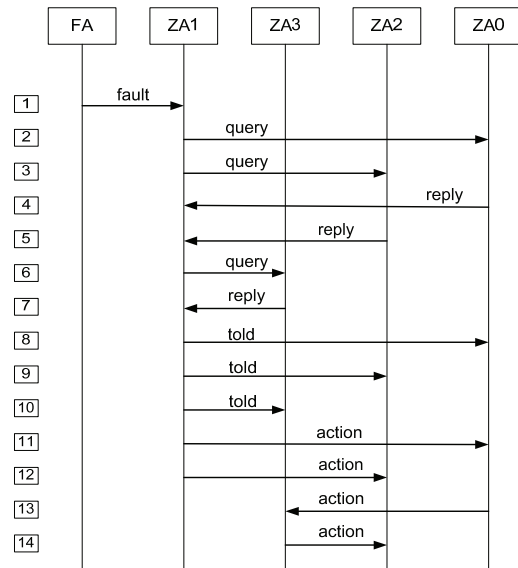 FA ZA1 ZA3 ZA2 ZA0
1 fault
2 query
3 query
4 reply
5 reply
6 query
7 reply
8 told
9 told
10 told
11 action
12 action
13 action
14 action